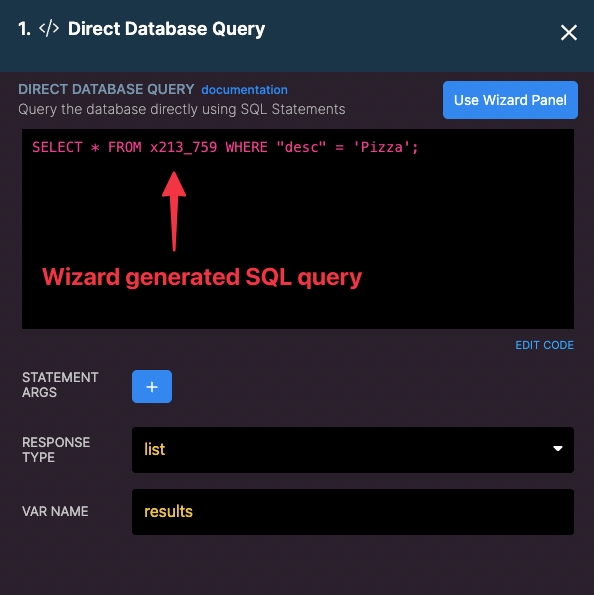 1. </> Direct Database Query
DIRECT DATABASE QUERY documentation
Query the database directly using SQL Statements
Use Wizard Panel
SELECT * FROM x213_759 WHERE "desc" = 'Pizza';
Wizard generated SQL query
EDIT CODE
STATEMENT
ARGS
+
RESPONSE
TYPE
list
VAR NAME
results